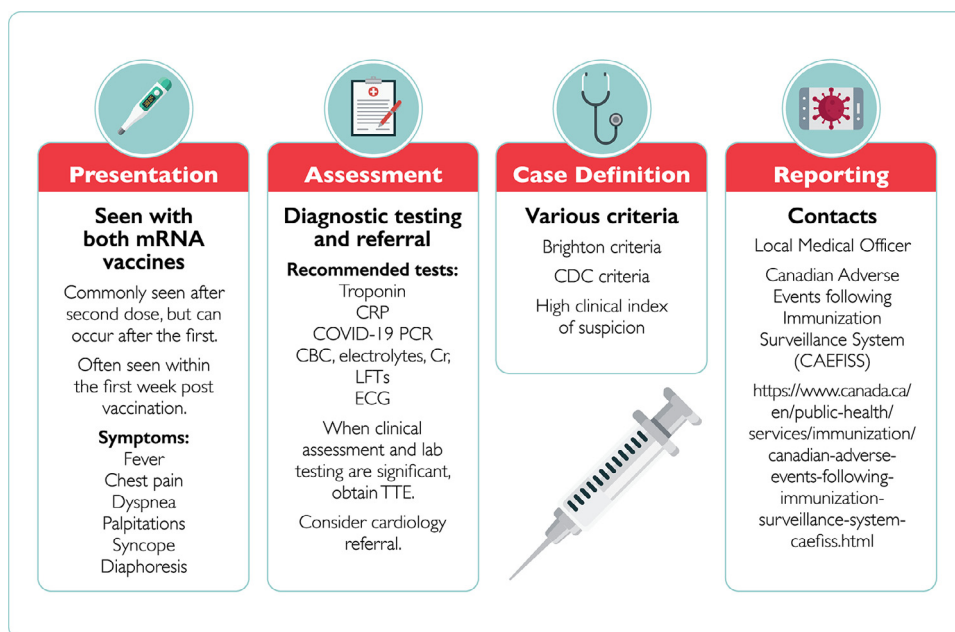 Presentation
Seen with
both mRNA
vaccines
Commonly seen after
second dose, but can
occur after the first.
Often seen within
the first week post
vaccination.
Symptoms:
Fever
Chest pain
Dyspnea
Palpitations
Syncope
Diaphoresis
Assessment
Diagnostic testing
and referral
Recommended tests:
Troponin
CRP
COVID-19 PCR
CBC, electrolytes, Cr,
LFTs
ECG
When clinical
assessment and lab
testing are significant,
obtain TTE.
Consider cardiology
referral.
Case Definition
Various criteria
Brighton criteria
CDC criteria
High clinical index
of suspicion
Reporting
Contacts
Local Medical Officer
Canadian Adverse
Events following
Immunization
Surveillance System
(CAEFISS)
https://www.canada.ca/
en/public-health/
services/immunization/
canadian-adverse-
events-following-
immunization-
surveillance-system-
caefiss.html